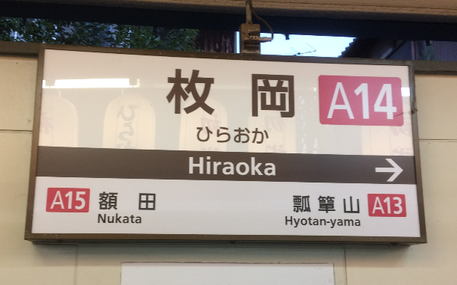 枚岡 A14
ひらおか
Hiraoka →
A15 額田 瓢箪山 A13
Nukata Hyotan-yama